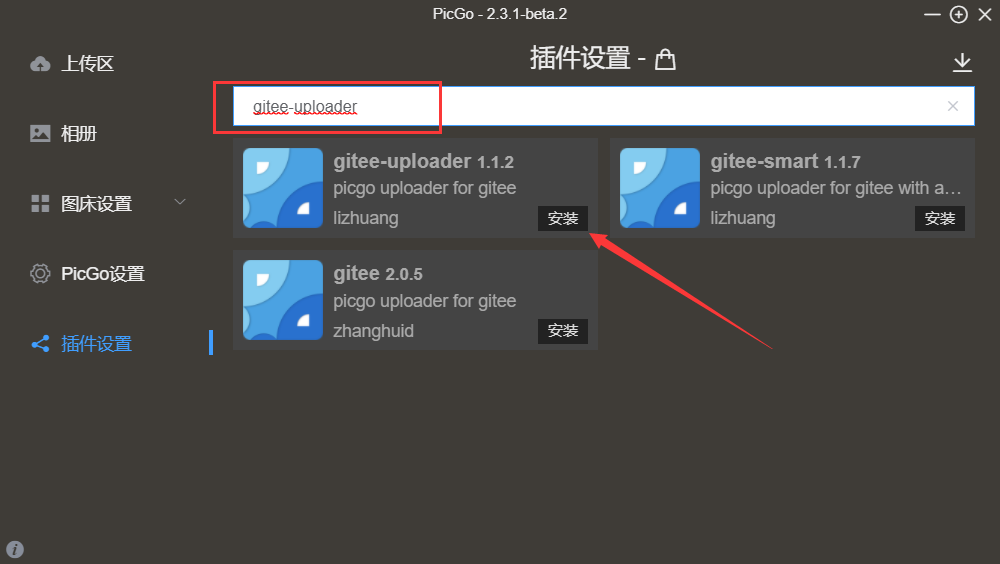 PicGo - 2.3.1-beta.2
上传区
相册
图床设置
PicGo设置
插件设置
插件设置 -
gitee-uploader
gitee-uploader 1.1.2
picgo uploader for gitee
lizhuang
安装
gitee-smart 1.1.7
picgo uploader for gitee with a…
lizhuang
安装
gitee 2.0.5
picgo uploader for gitee
zhanghuid
安装